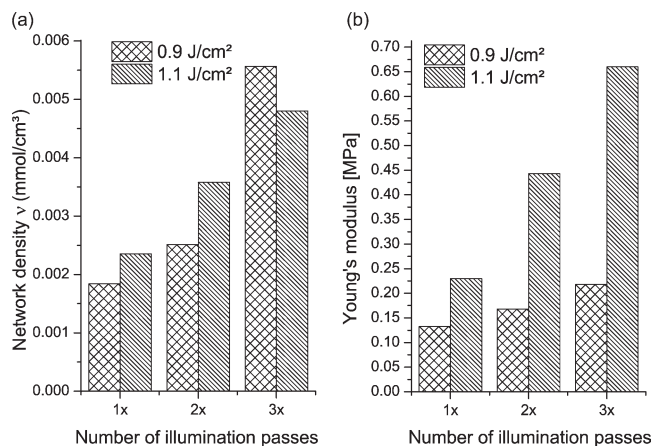 (a)
0.006
0.005
0.004
0.003
0.002
0.001
0.000
Network density ν (mmol/cm³)
0.9 J/cm²
1.1 J/cm²
1x
2x
3x
Number of illumination passes
(b)
0.70
0.65
0.60
0.55
0.50
0.45
0.40
0.35
0.30
0.25
0.20
0.15
0.10
0.05
0.00
Young's modulus [MPa]
0.9 J/cm²
1.1 J/cm²
1x
2x
3x
Number of illumination passes